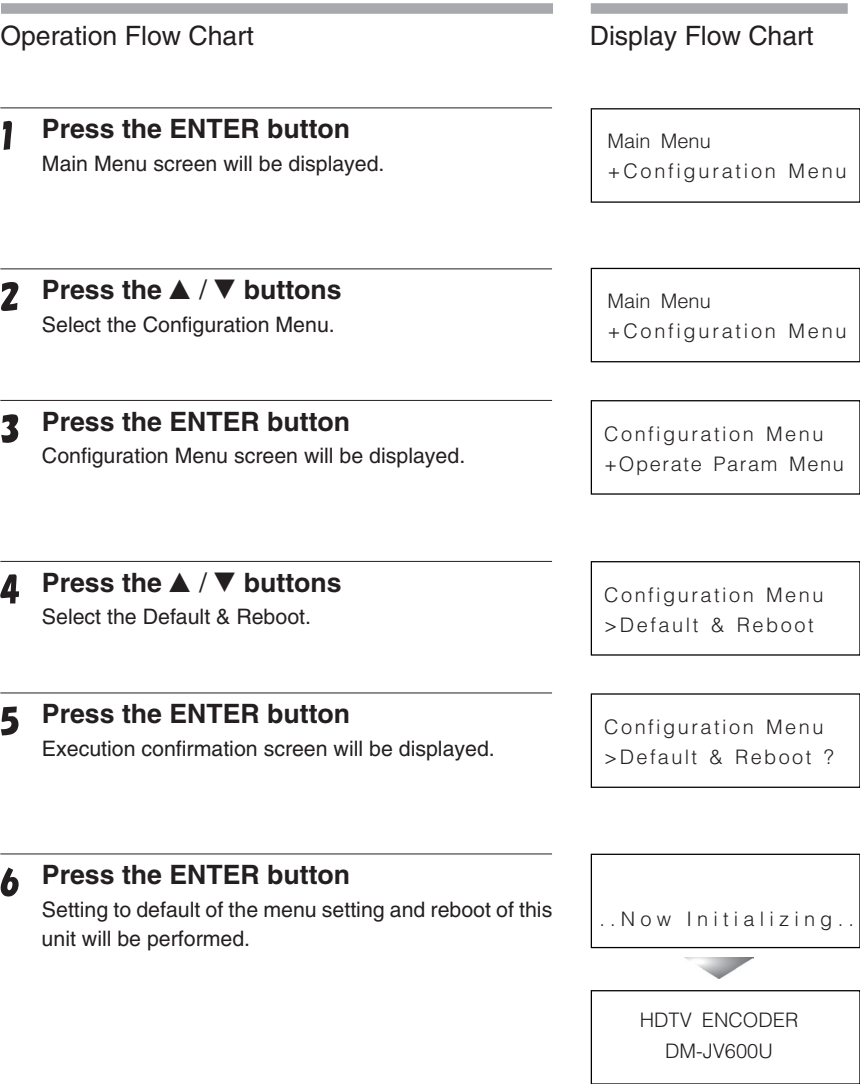 Operation Flow Chart
Display Flow Chart
1 Press the ENTER button
Main Menu screen will be displayed.
Main Menu
+Configuration Menu
2 Press the ▲ / ▼ buttons
Select the Configuration Menu.
Main Menu
+Configuration Menu
3 Press the ENTER button
Configuration Menu screen will be displayed.
Configuration Menu
+Operate Param Menu
4 Press the ▲ / ▼ buttons
Select the Default & Reboot.
Configuration Menu
>Default & Reboot
5 Press the ENTER button
Execution confirmation screen will be displayed.
Configuration Menu
>Default & Reboot ?
6 Press the ENTER button
Setting to default of the menu setting and reboot of this
unit will be performed.
..Now Initializing..
HDTV ENCODER
DM-JV600U